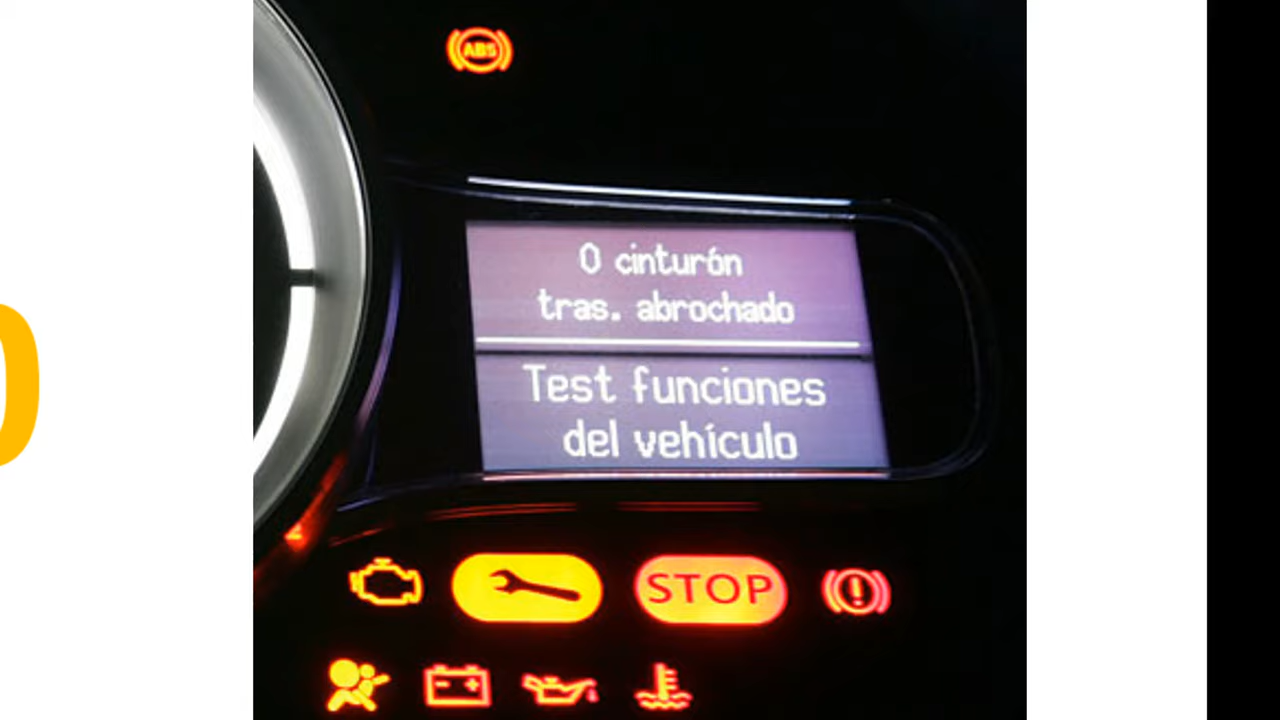 ABS
0 cinturón
tras. abrochado
Test funciones
del vehículo
STOP